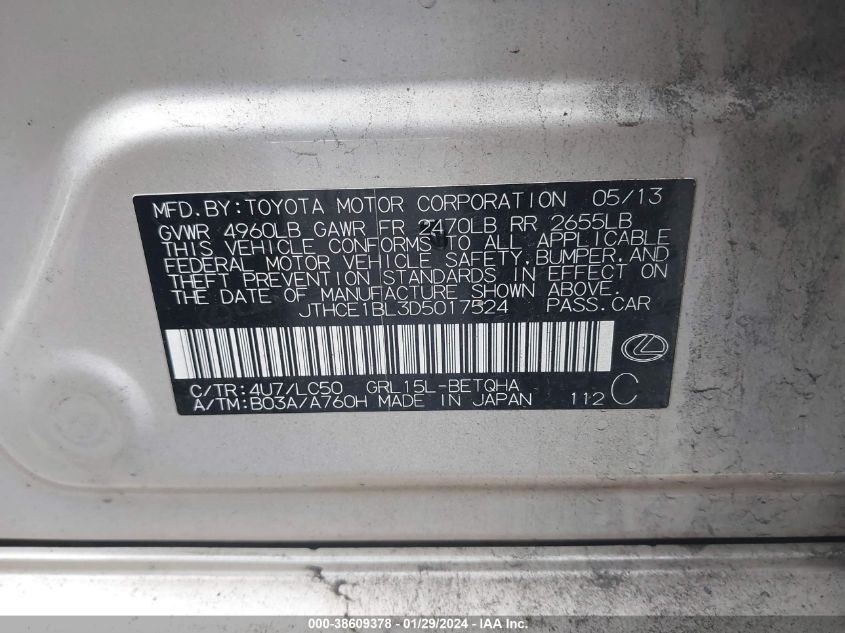 MFD. BY:TOYOTA MOTOR CORPORATION 05/13
GVWR 4960LB GAWR FR 2470LB RR 2655LB
THIS VEHICLE CONFORMS TO ALL APPLICABLE
FEDERAL MOTOR VEHICLE SAFETY,BUMPER,AND
THEFT PREVENTION STANDARDS IN EFFECT ON
THE DATE OF MANUFACTURE SHOWN ABOVE.
JTHCE1BL3D5017524 PASS.CAR
C/TR:4U7/LC50 GRL15L-BETQHA
A/TM:B03A/A760H MADE IN JAPAN 112 C
000-38609378 - 01/29/2024 - IAA Inc.